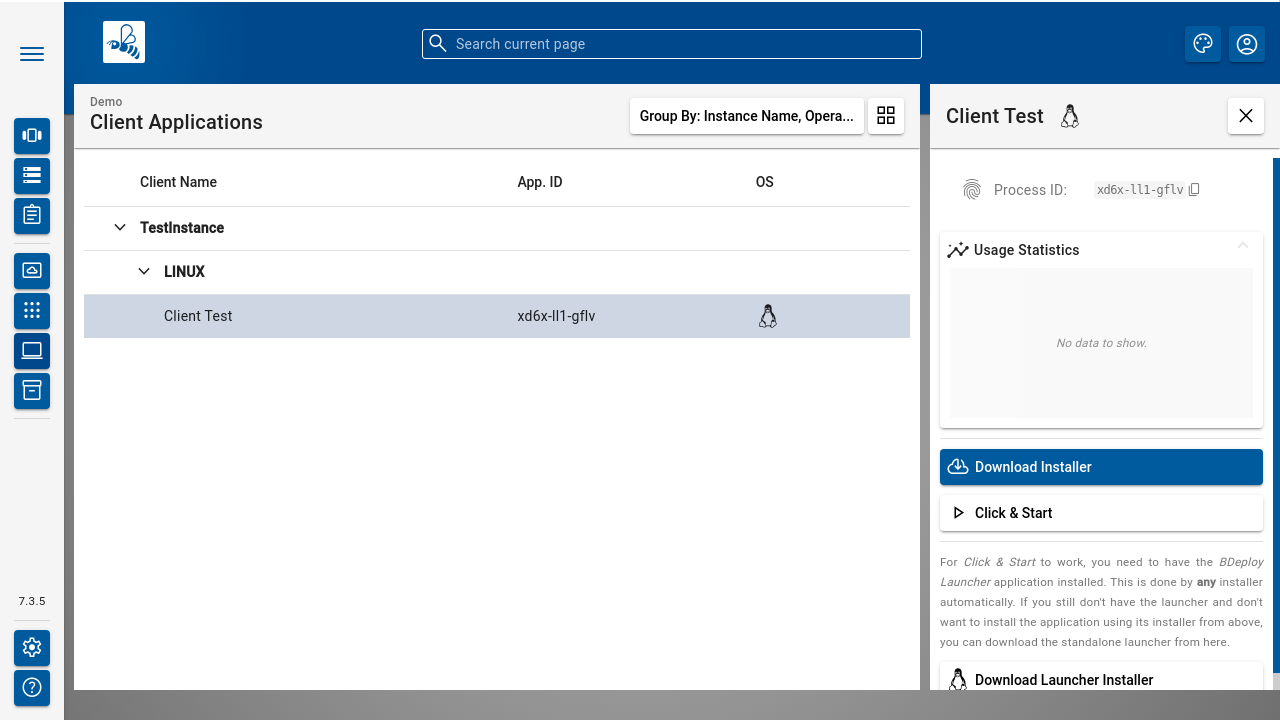 Search current page
Demo
Client Applications
Group By: Instance Name, Opera...
Client Test
Client Name App. ID OS
TestInstance
LINUX
Client Test xd6x-ll1-gflv
Process ID: xd6x-ll1-gflv
Usage Statistics
No data to show.
Download Installer
Click & Start
For Click & Start to work, you need to have the BDeploy
Launcher application installed. This is done by any installer
automatically. If you still don't have the launcher and don't
want to install the application using its installer from above,
you can download the standalone launcher from here.
Download Launcher Installer
7.3.5